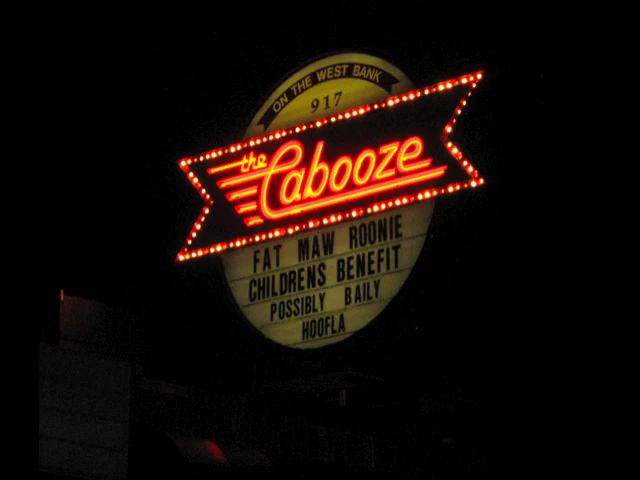 ON THE WEST BANK
917
the Cabooze
FAT MAW ROONIE
CHILDRENS BENEFIT
POSSIBLY BAILY
HOOFLA